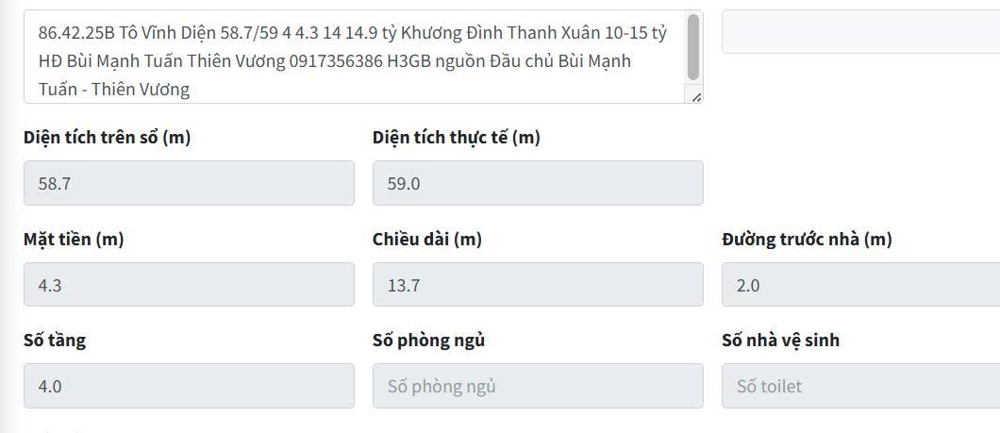 86.42.25B Tô Vĩnh Diện 58.7/59 4 4.3 14 14.9 tỷ Khương Đình Thanh Xuân 10-15 tỷ
HĐ Bùi Mạnh Tuấn Thiên Vương 0917356386 H3GB nguồn Đầu chủ Bùi Mạnh
Tuấn - Thiên Vương
Diện tích trên sổ (m) Diện tích thực tế (m)
58.7 59.0
Mặt tiền (m) Chiều dài (m) Đường trước nhà (m)
4.3 13.7 2.0
Số tầng Số phòng ngủ Số nhà vệ sinh
4.0 Số phòng ngủ Số toilet